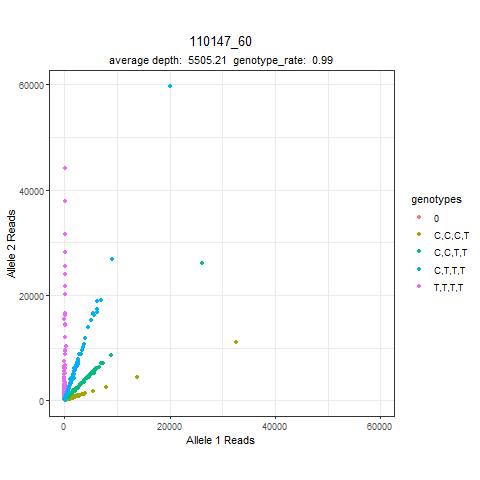 110147_60
average depth:  5505.21  genotype_rate:  0.99
60000
40000
20000
0
Allele 2 Reads
0
20000
40000
60000
Allele 1 Reads
genotypes
0
C,C,C,T
C,C,T,T
C,T,T,T
T,T,T,T